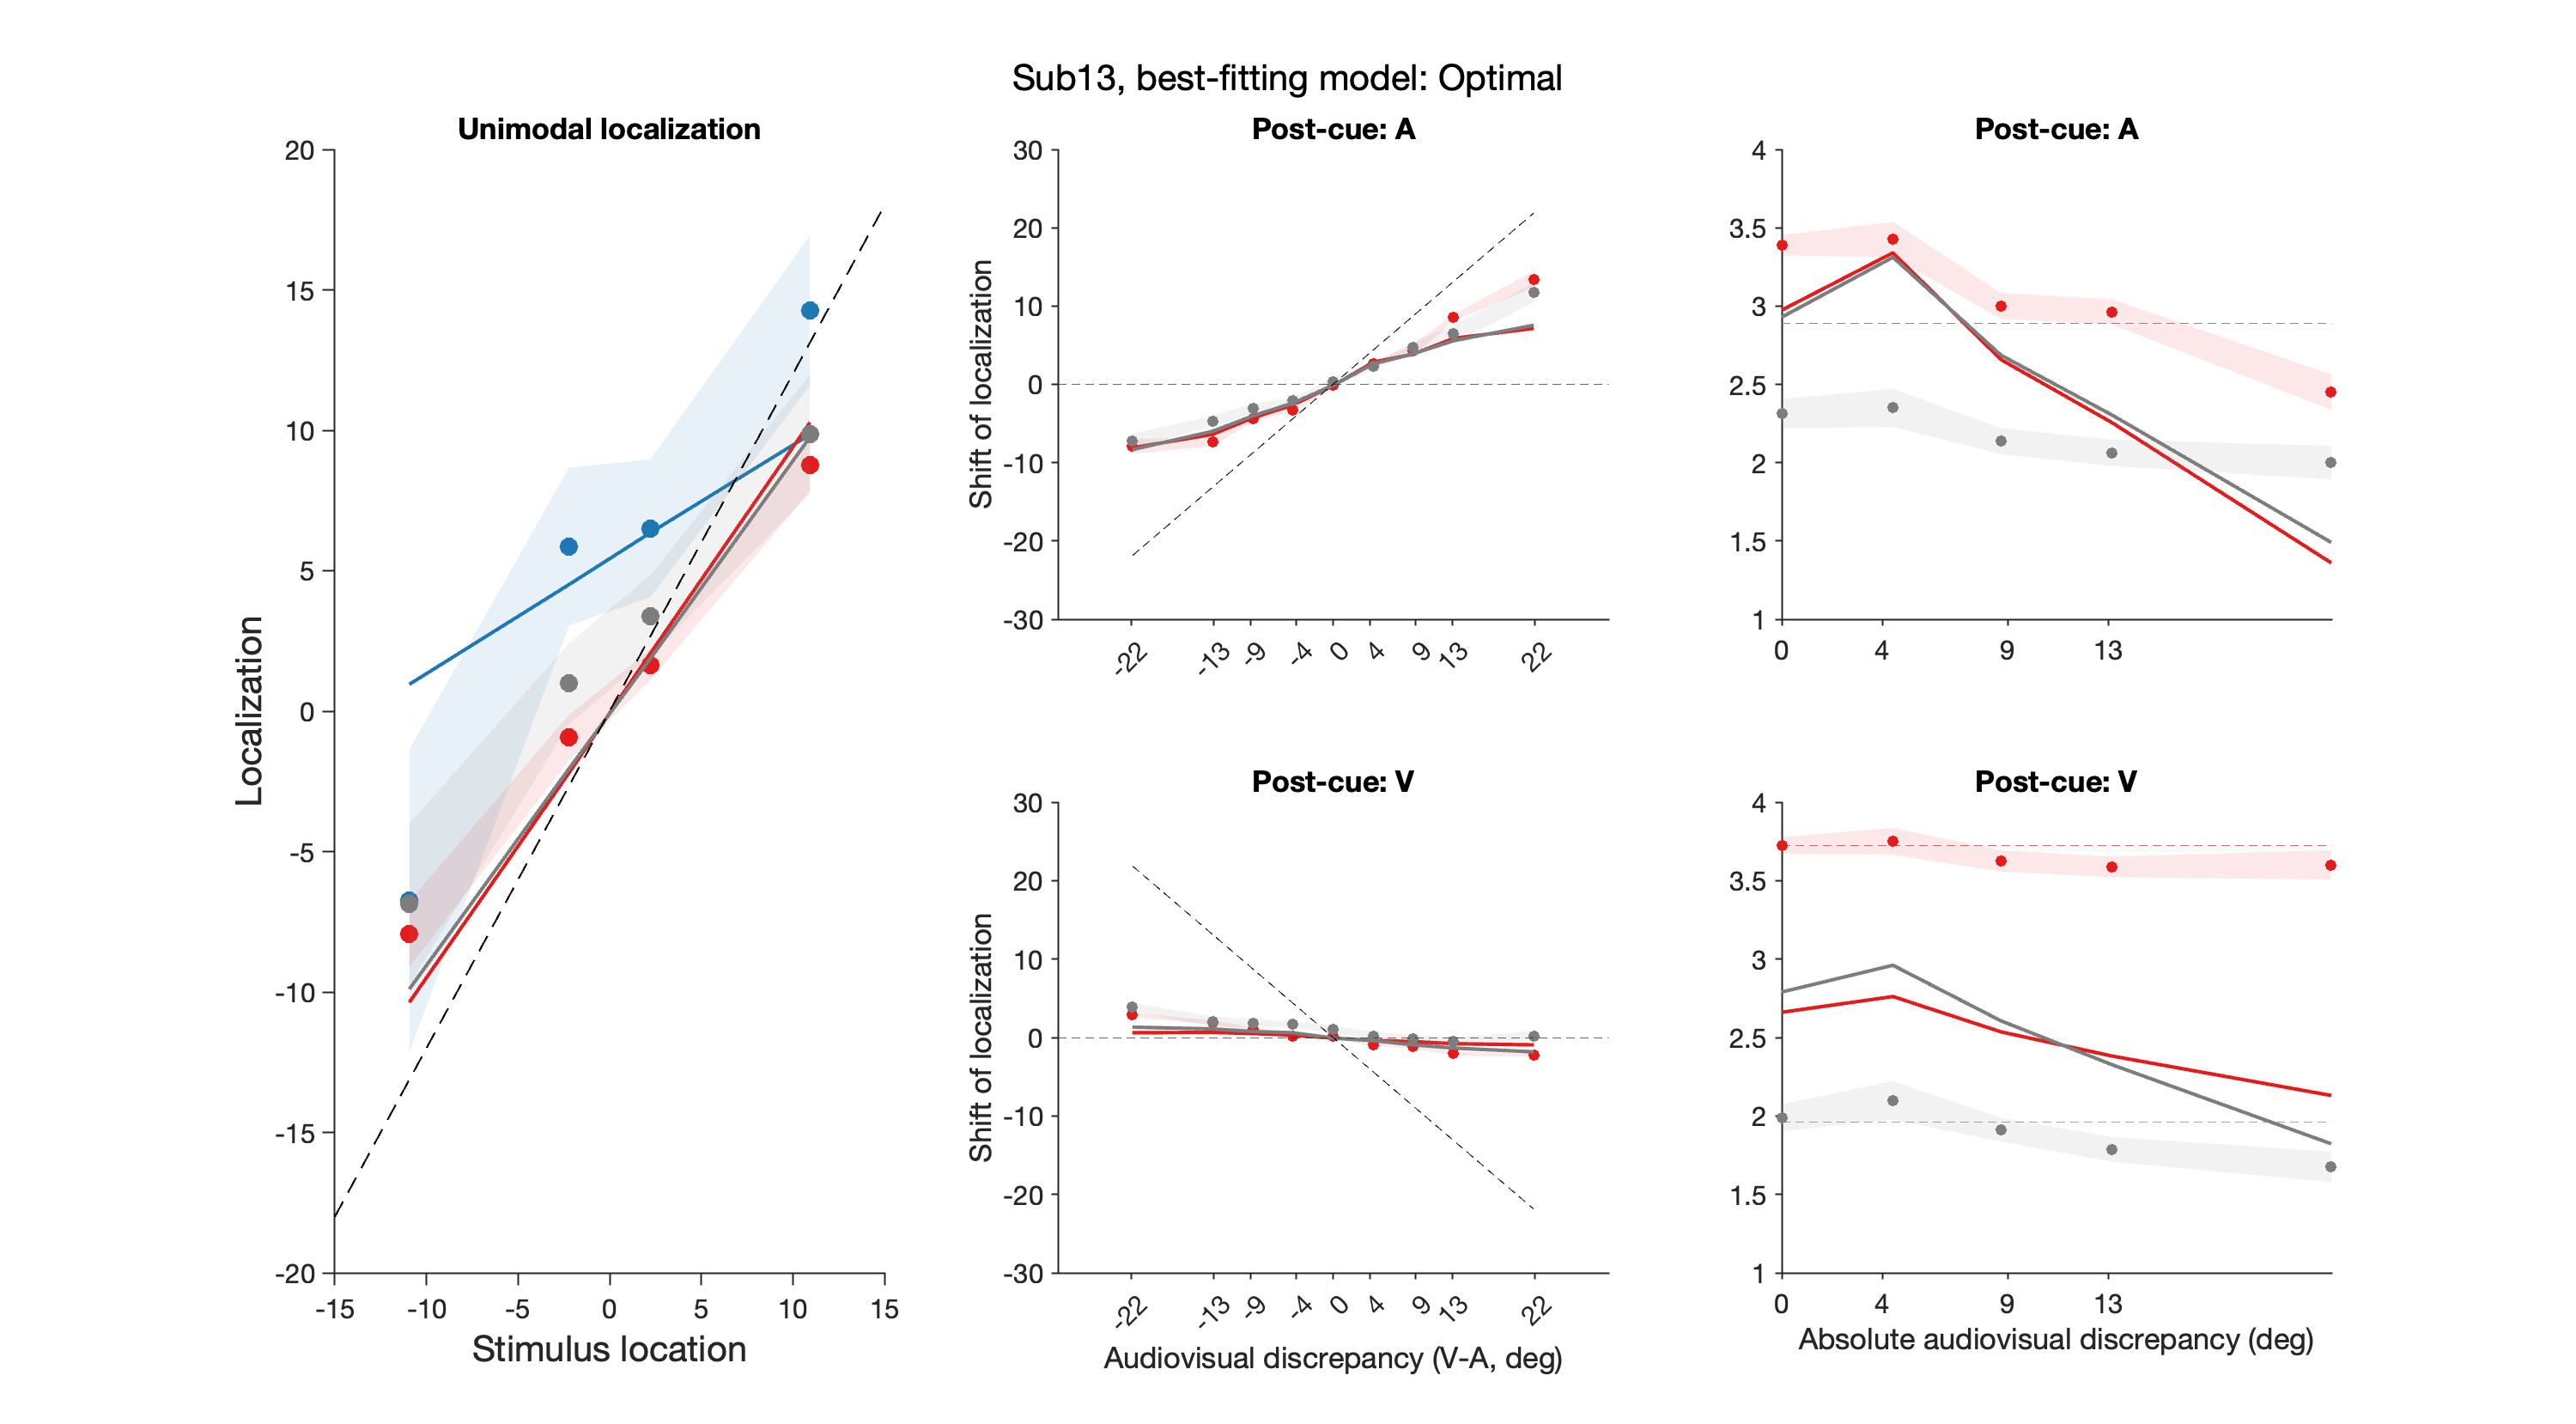 Sub13, best-fitting model: Optimal
Unimodal localization
20
15
10
5
0
-5
-10
-15
-20
Localization
-15 -10 -5 0 5 10 15
Stimulus location
Post-cue: A
30
20
10
0
-10
-20
-30
Shift of localization
-22 -13 -9 -4 0 4 9 13 22
Post-cue: A
4
3.5
3
2.5
2
1.5
1
0 4 9 13
Post-cue: V
30
20
10
0
-10
-20
-30
Shift of localization
-22 -13 -9 -4 0 4 9 13 22
Audiovisual discrepancy (V-A, deg)
Post-cue: V
4
3.5
3
2.5
2
1.5
1
0 4 9 13
Absolute audiovisual discrepancy (deg)